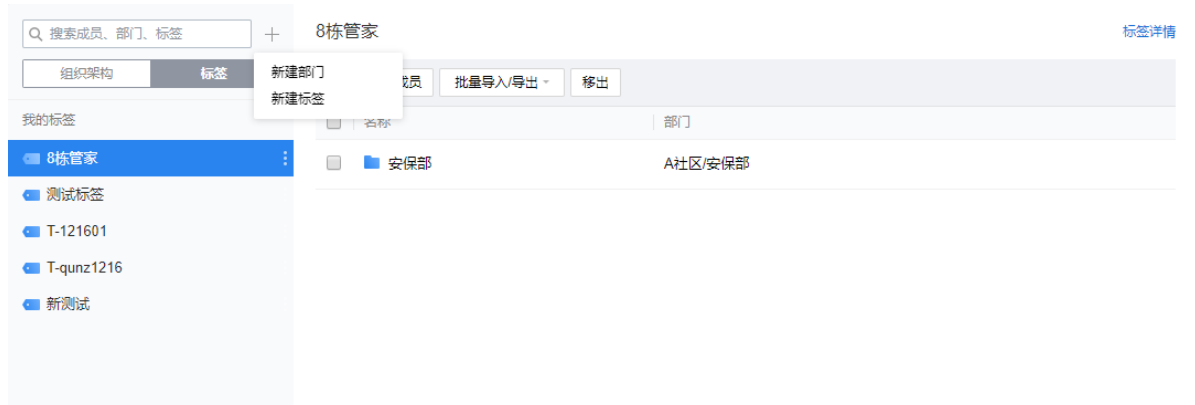 搜索成员、部门、标签
8栋管家
标签详情
组织架构
标签
新建部门
新建标签
成员
批量导入/导出
移出
我的标签
名称
部门
8栋管家
安保部
A社区/安保部
测试标签
T-121601
T-qunz1216
新测试